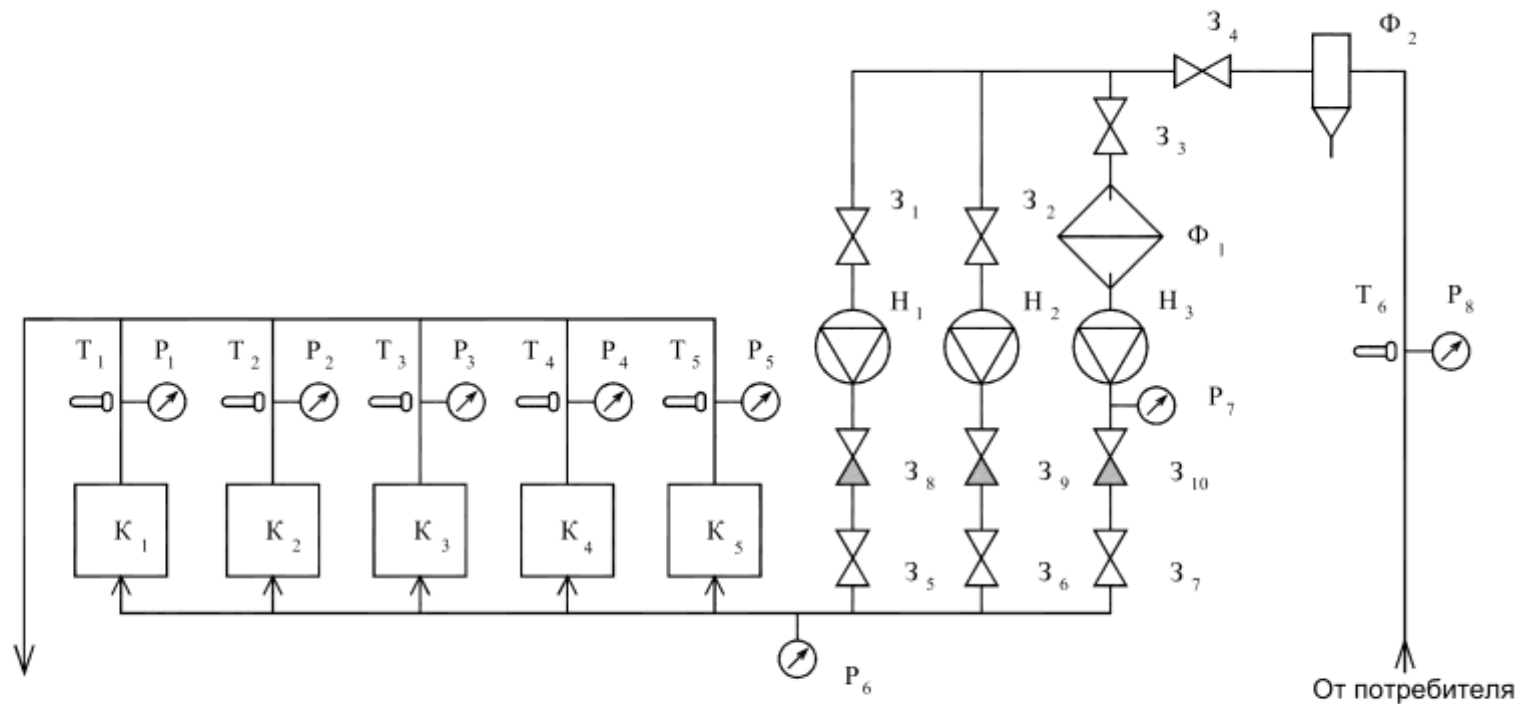 З4
Ф2
З3
З1
З2
Ф1
Н1
Н2
Н3
Т6
Р8
Т1
Р1
Т2
Р2
Т3
Р3
Т4
Р4
Т5
Р5
Р7
З8
З9
З10
К1
К2
К3
К4
К5
З5
З6
З7
Р6
От потребителя